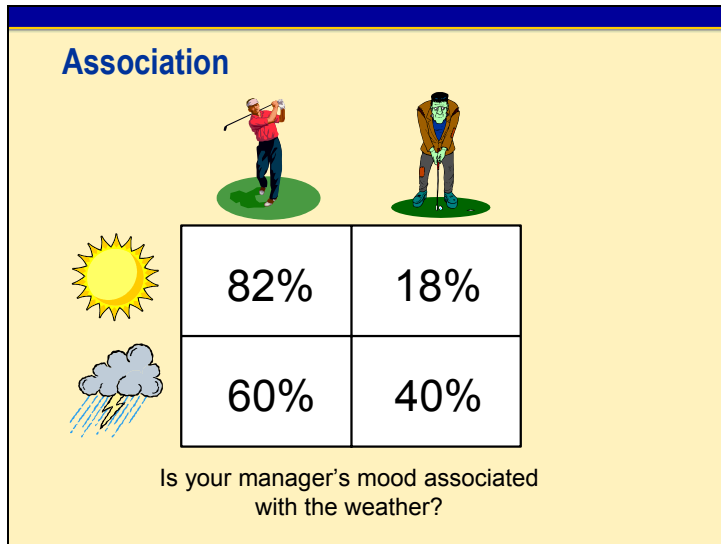 Association
82% 18%
60% 40%
Is your manager's mood associated
with the weather?